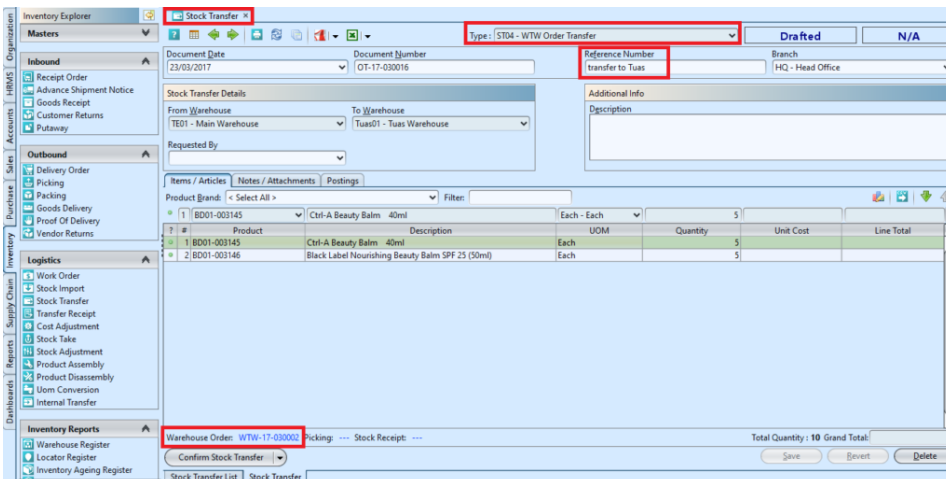 Inventory Explorer
Masters
Inbound
Receipt Order
Advance Shipment Notice
Goods Receipt
Customer Returns
Putaway
Outbound
Delivery Order
Picking
Packing
Goods Delivery
Proof Of Delivery
Vendor Returns
Logistics
Work Order
Stock Import
Stock Transfer
Transfer Receipt
Cost Adjustment
Stock Take
Stock Adjustment
Product Assembly
Product Disassembly
Uom Conversion
Internal Transfer
Inventory Reports
Warehouse Register
Locator Register
Inventory Ageing Register
Organization
HRMS
Accounts
Sales
Purchase
Inventory
Supply Chain
Reports
Dashboards
Stock Transfer ×
Type: ST04 - WTW Order Transfer
Drafted N/A
Document Date Document Number Reference Number Branch
23/03/2017 OT-17-030016 transfer to Tuas HQ - Head Office
Stock Transfer Details Additional Info
From Warehouse To Warehouse Description
TE01 - Main Warehouse Tuas01 - Tuas Warehouse
Requested By
Items / Articles Notes / Attachments Postings
Product Brand: < Select All > Filter:
1 BD01-003145 Ctrl-A Beauty Balm 40ml Each - Each 5
? # Product Description UOM Quantity Unit Cost Line Total
1 BD01-003145 Ctrl-A Beauty Balm 40ml Each 5
2 BD01-003146 Black Label Nourishing Beauty Balm SPF 25 (50ml) Each 5
Warehouse Order: WTW-17-030002 Picking: --- Stock Receipt: --- Total Quantity : 10 Grand Total:
Confirm Stock Transfer Save Revert Delete
Stock Transfer List Stock Transfer